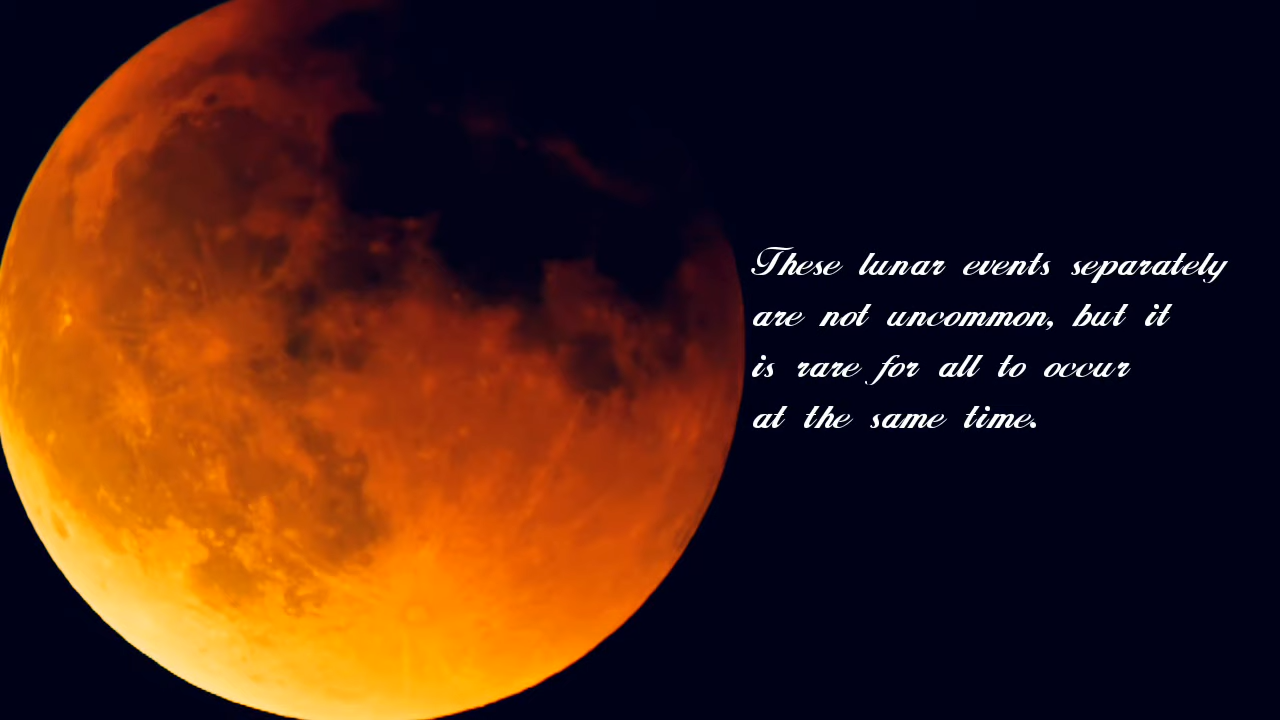 These lunar events separately
are not uncommon, but it
is rare for all to occur
at the same time.